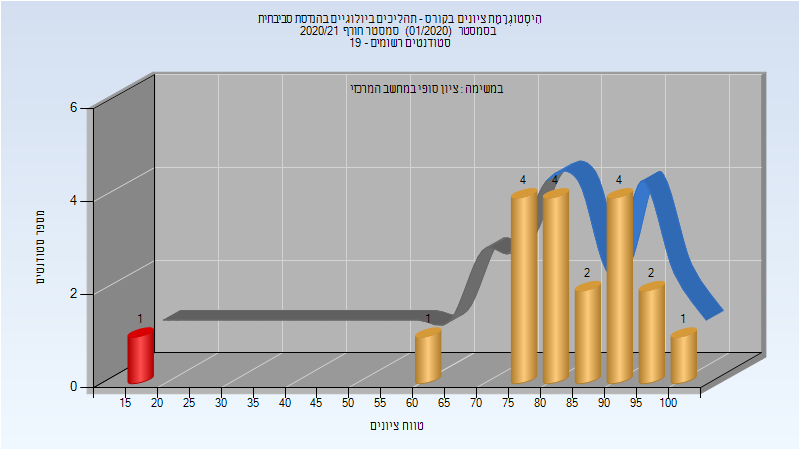 היסטוגרמת ציונים בקורס - תהליכים ביולוגיים בהנדסת סביבתית
בסמסטר (01/2020) סמסטר חורף 2020/21
סטודנטים רשומים - 19
במשימה : ציון סופי במחשב המרכזי
6
4
2
0
מספר סטודנטים
1
1
4
4
2
4
2
1
15 20 25 30 35 40 45 50 55 60 65 70 75 80 85 90 95 100
טווח ציונים